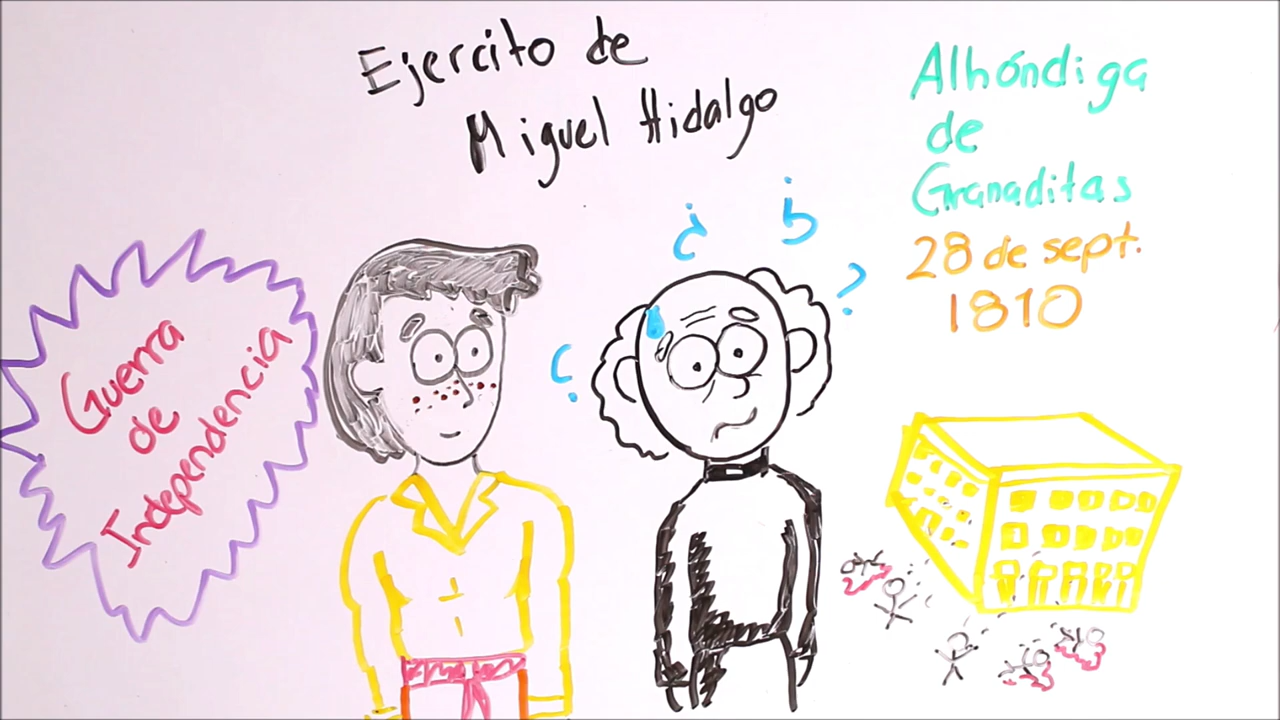 Ejercito de
Miguel Hidalgo
Alhóndiga
de
Granaditas
28 de sept.
1810
Guerra
de
Independencia
¿
?
¿